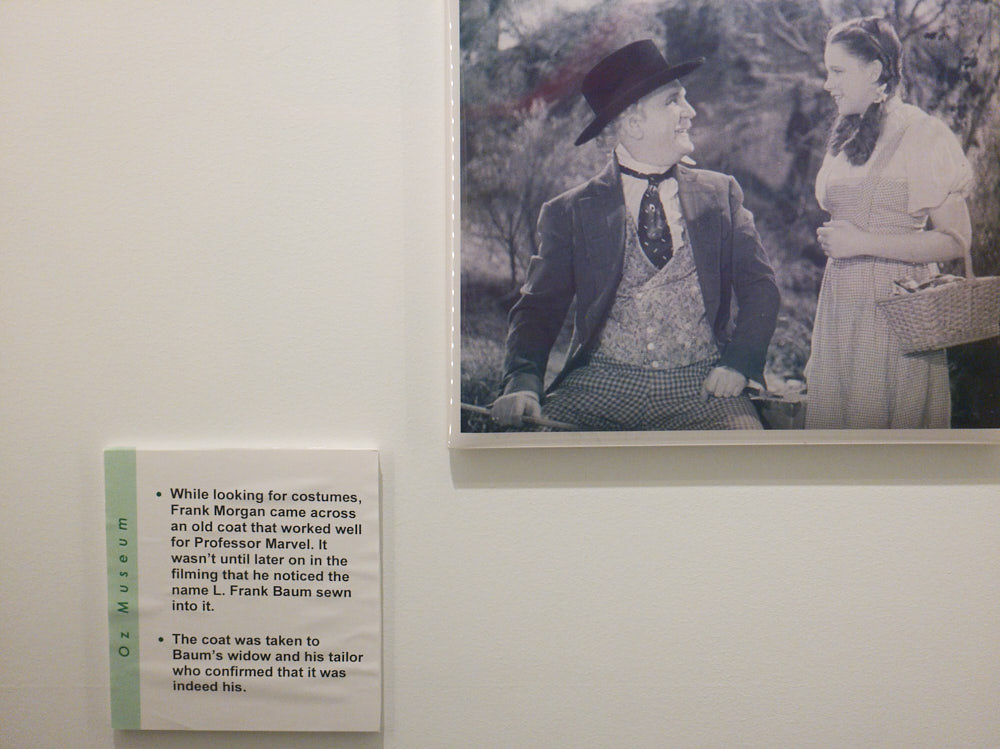 Oz Museum
• While looking for costumes,
Frank Morgan came across
an old coat that worked well
for Professor Marvel. It
wasn't until later on in the
filming that he noticed the
name L. Frank Baum sewn
into it.
• The coat was taken to
Baum's widow and his tailor
who confirmed that it was
indeed his.